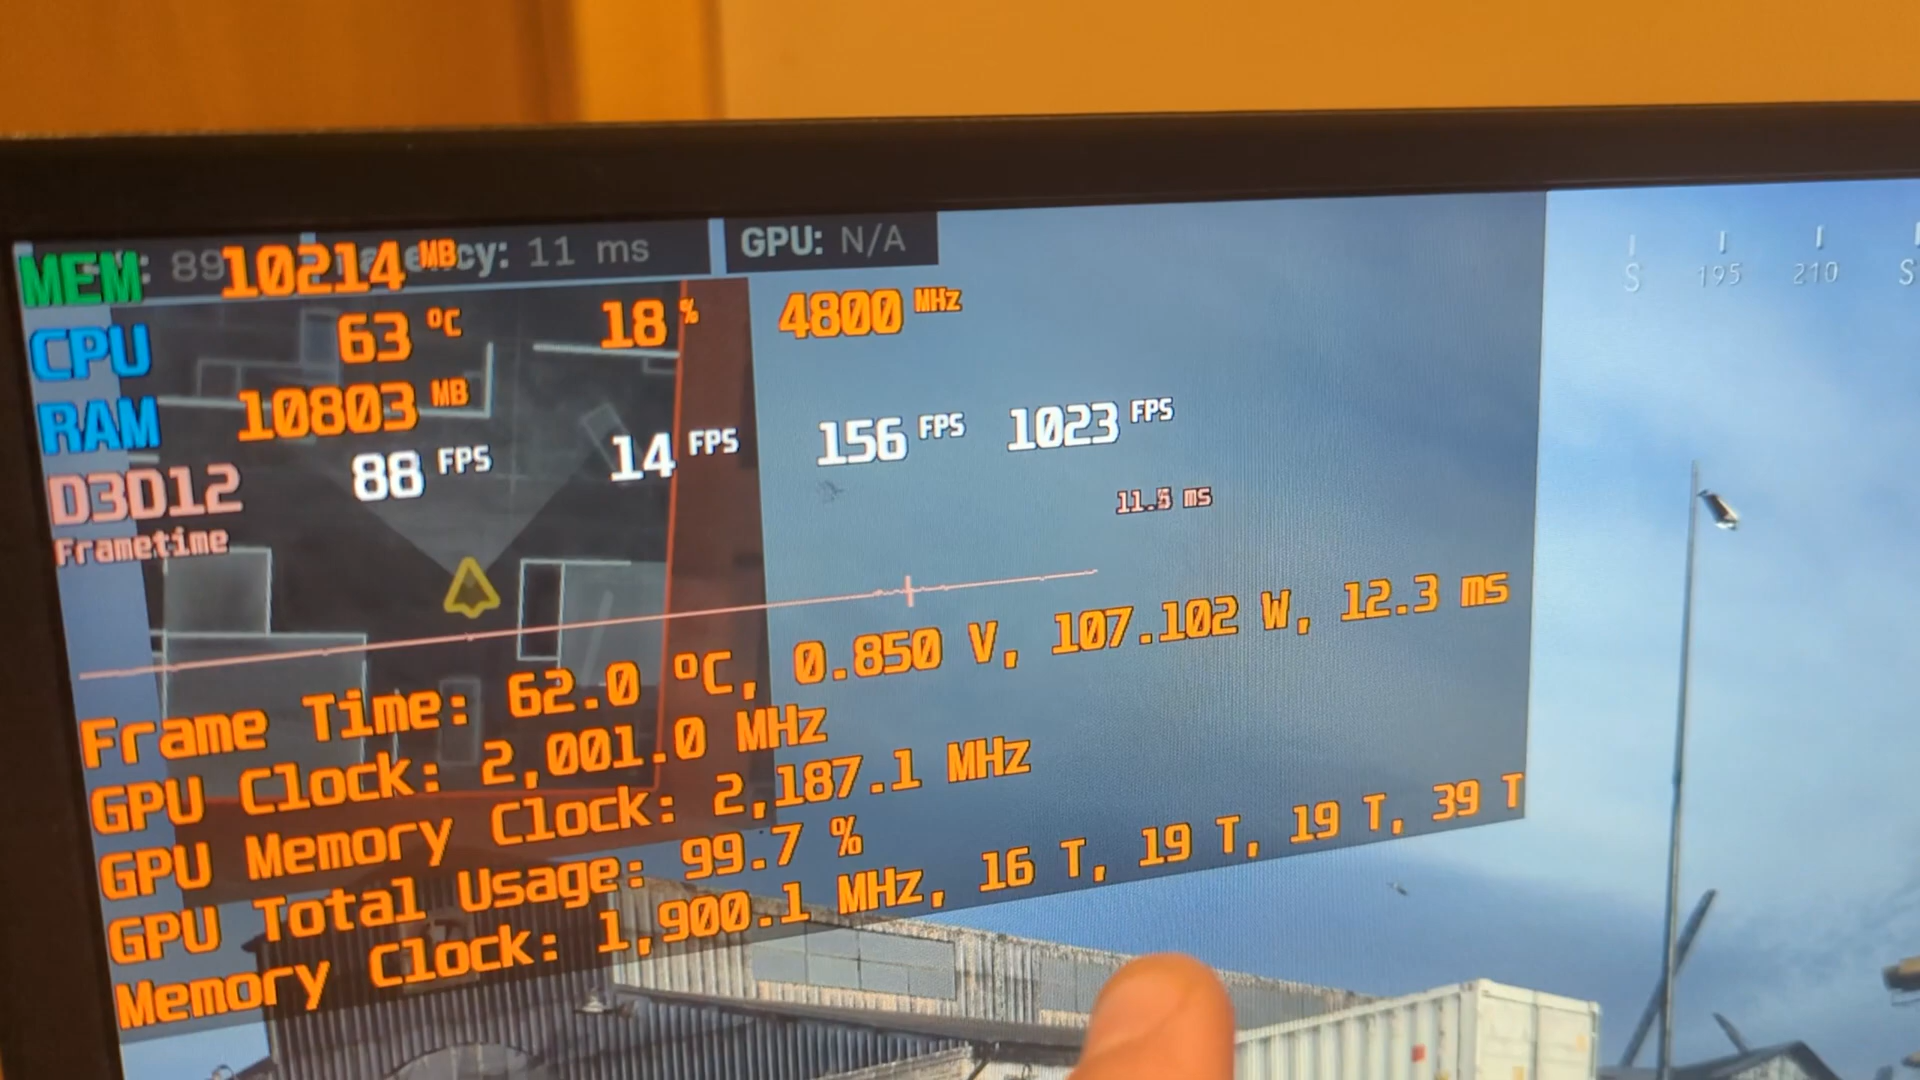 MEM 10214 MB
: 89 cy: 11 ms GPU: N/A
CPU 63 °C 18 % 4800 MHz
RAM 10803 MB
D3D12 88 FPS 14 FPS 156 FPS 1023 FPS
Frametime 11.5 ms
Frame Time: 62.0 °C, 0.850 V, 107.102 W, 12.3 ms
GPU Clock: 2,001.0 MHz
GPU Memory Clock: 2,187.1 MHz
GPU Total Usage: 99.7 %
Memory Clock: 1,900.1 MHz, 16 T, 19 T, 19 T, 39 T
S 195 210 S